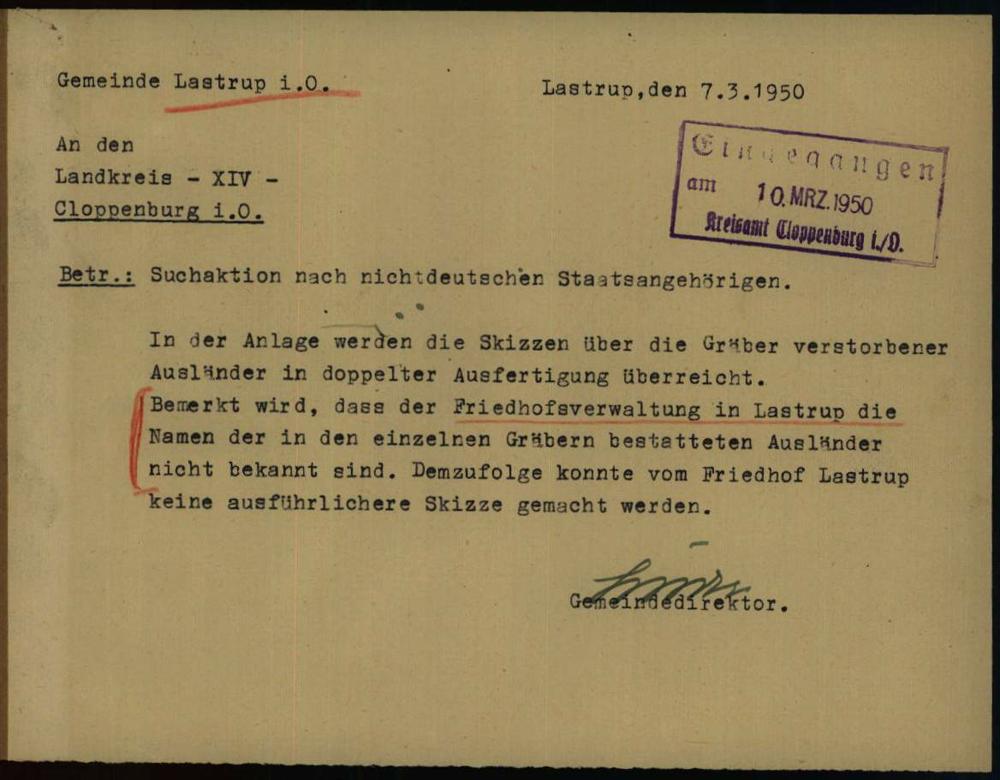 Gemeinde Lastrup i.O.
Lastrup,den 7.3.1950
An den
Landkreis - XIV -
Cloppenburg i.O.
Eingegangen
am 10. MRZ. 1950
Kreisamt Cloppenburg i./O.
Betr.: Suchaktion nach nichtdeutschen Staatsangehörigen.
In der Anlage werden die Skizzen über die Gräber verstorbener
Ausländer in doppelter Ausfertigung überreicht.
Bemerkt wird, dass der Friedhofsverwaltung in Lastrup die
Namen der in den einzelnen Gräbern bestatteten Ausländer
nicht bekannt sind. Demzufolge konnte vom Friedhof Lastrup
keine ausführlichere Skizze gemacht werden.
Gemeindedirektor.